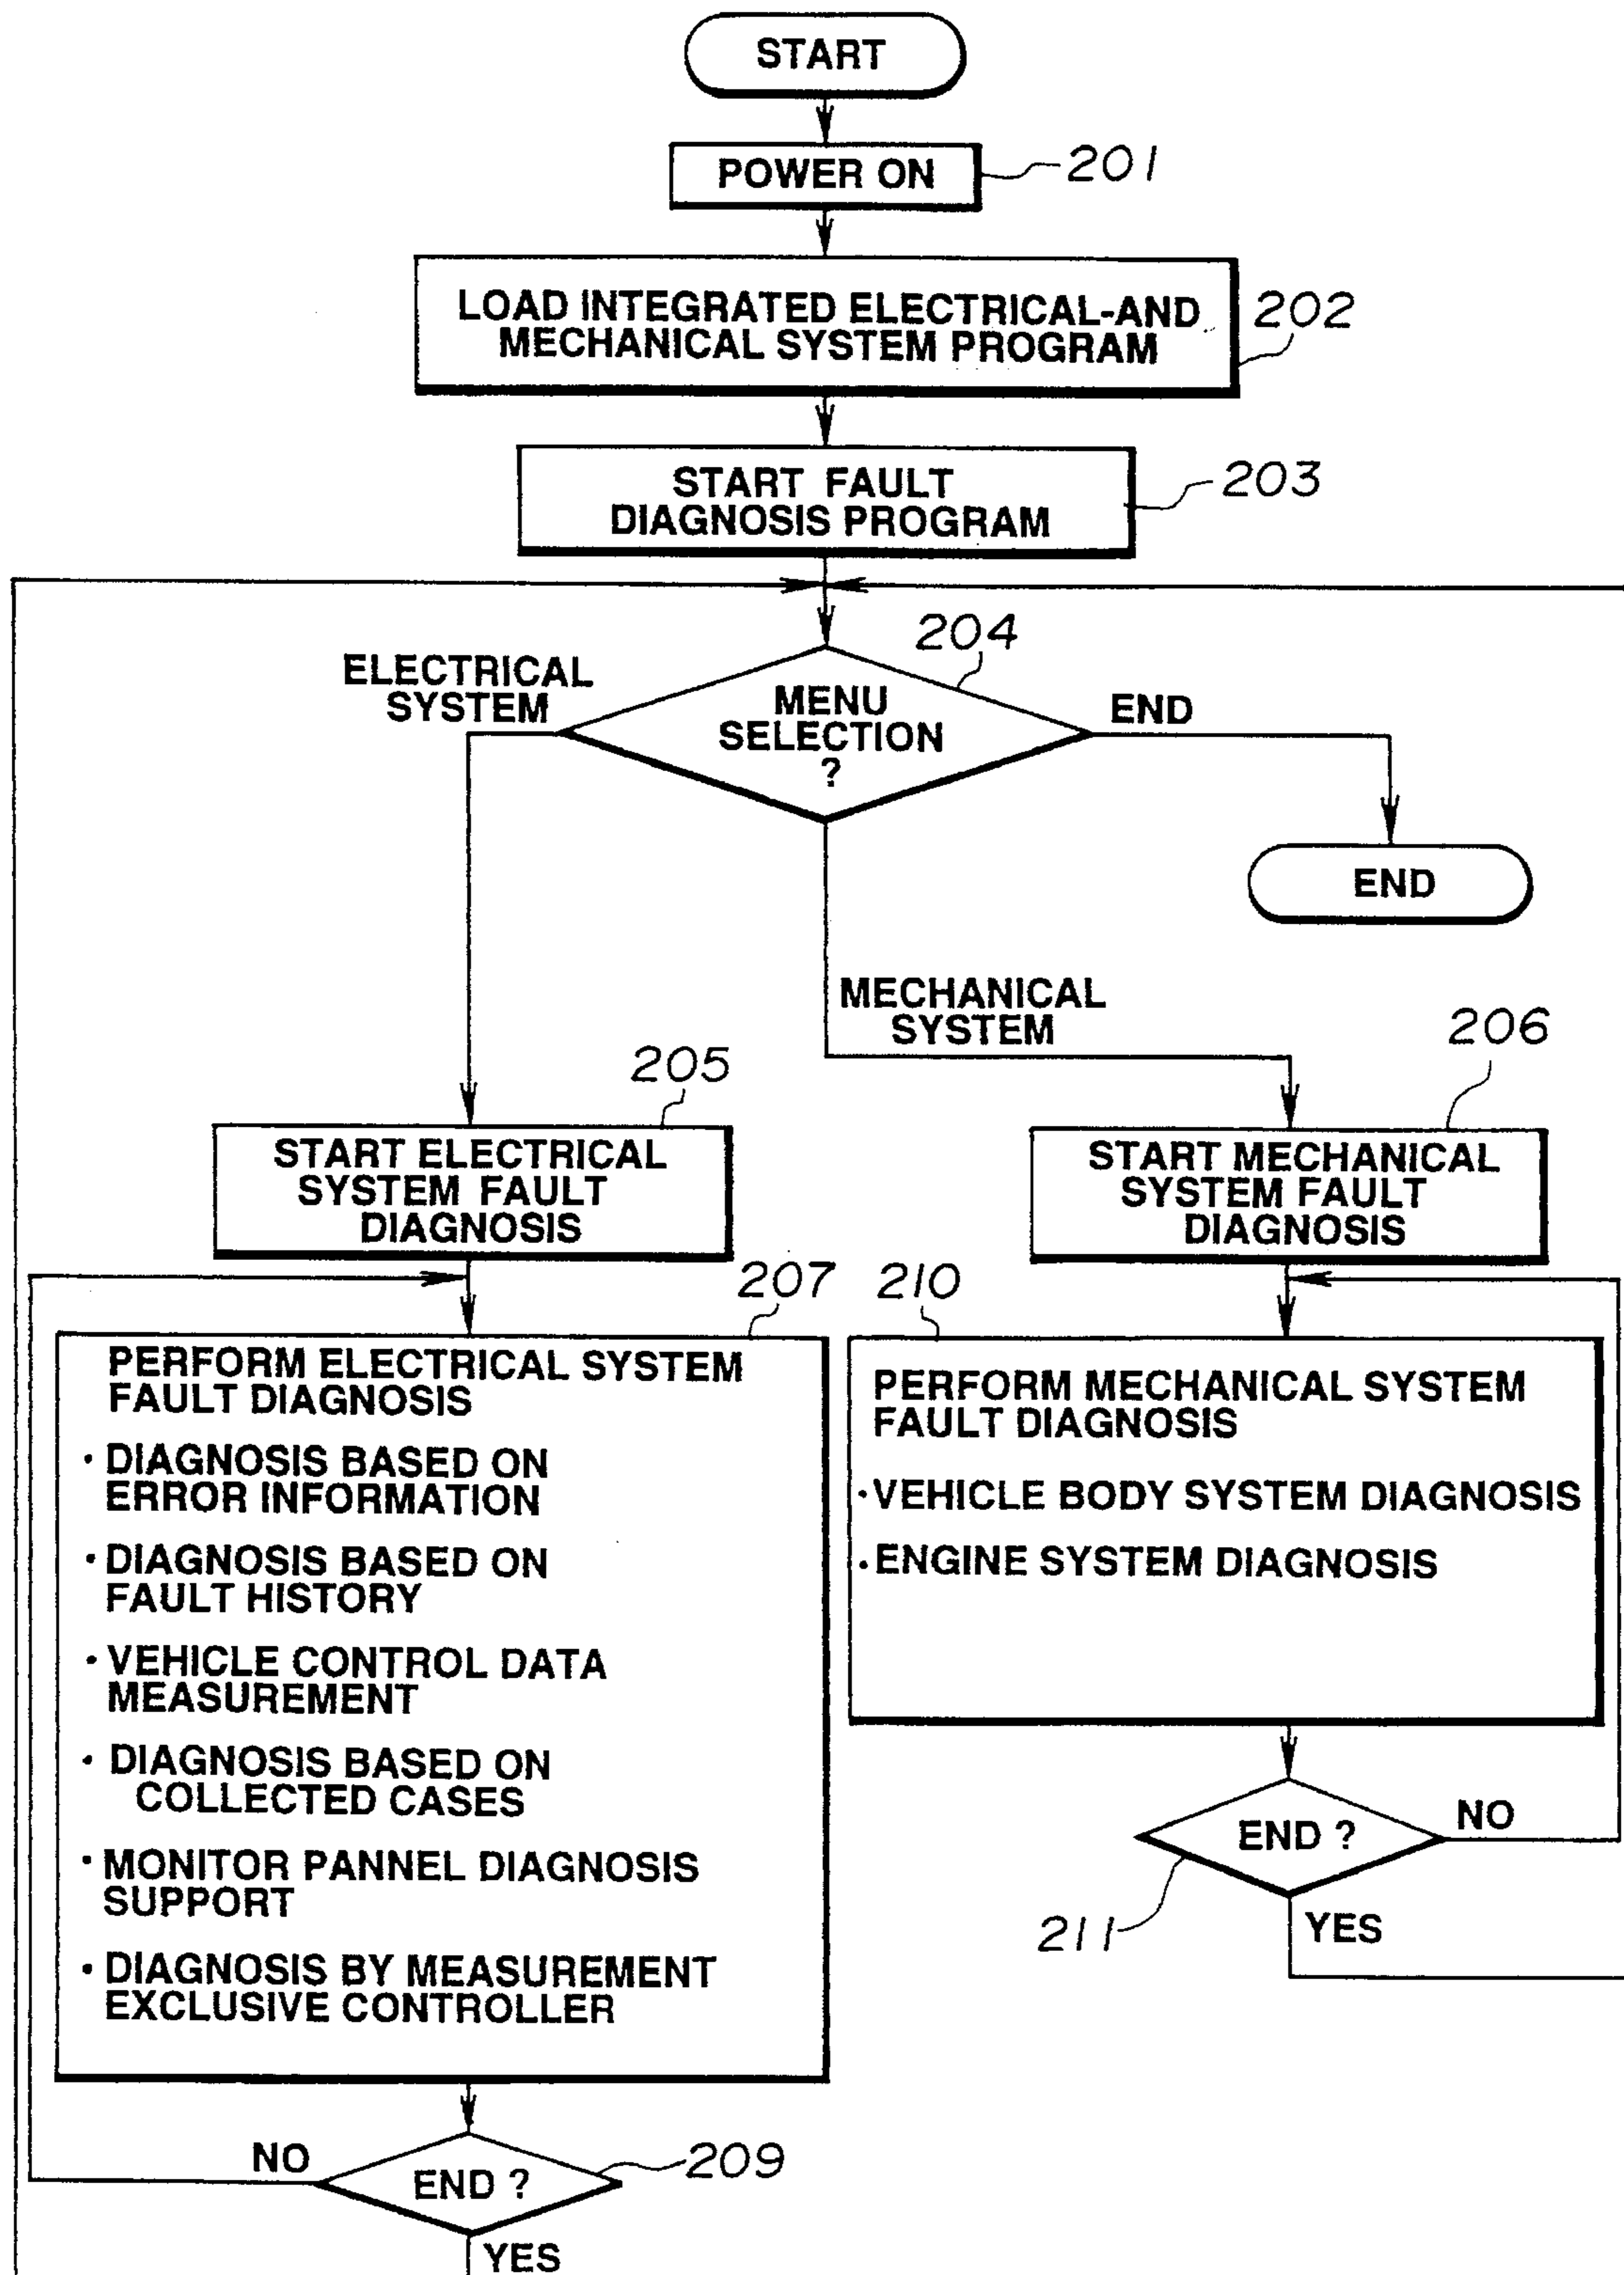 START
POWER ON
201
LOAD INTEGRATED ELECTRICAL-AND
MECHANICAL SYSTEM PROGRAM
202
START FAULT
DIAGNOSIS PROGRAM
203
204
ELECTRICAL
SYSTEM
MENU
SELECTION
?
END
END
MECHANICAL
SYSTEM
205
206
START ELECTRICAL
SYSTEM FAULT
DIAGNOSIS
START MECHANICAL
SYSTEM FAULT
DIAGNOSIS
207
PERFORM ELECTRICAL SYSTEM
FAULT DIAGNOSIS
· DIAGNOSIS BASED ON
ERROR INFORMATION
· DIAGNOSIS BASED ON
FAULT HISTORY
· VEHICLE CONTROL DATA
MEASUREMENT
· DIAGNOSIS BASED ON
COLLECTED CASES
· MONITOR PANNEL DIAGNOSIS
SUPPORT
· DIAGNOSIS BY MEASUREMENT
EXCLUSIVE CONTROLLER
210
PERFORM MECHANICAL SYSTEM
FAULT DIAGNOSIS
· VEHICLE BODY SYSTEM DIAGNOSIS
· ENGINE SYSTEM DIAGNOSIS
END ?
NO
211
YES
NO
END ?
209
YES